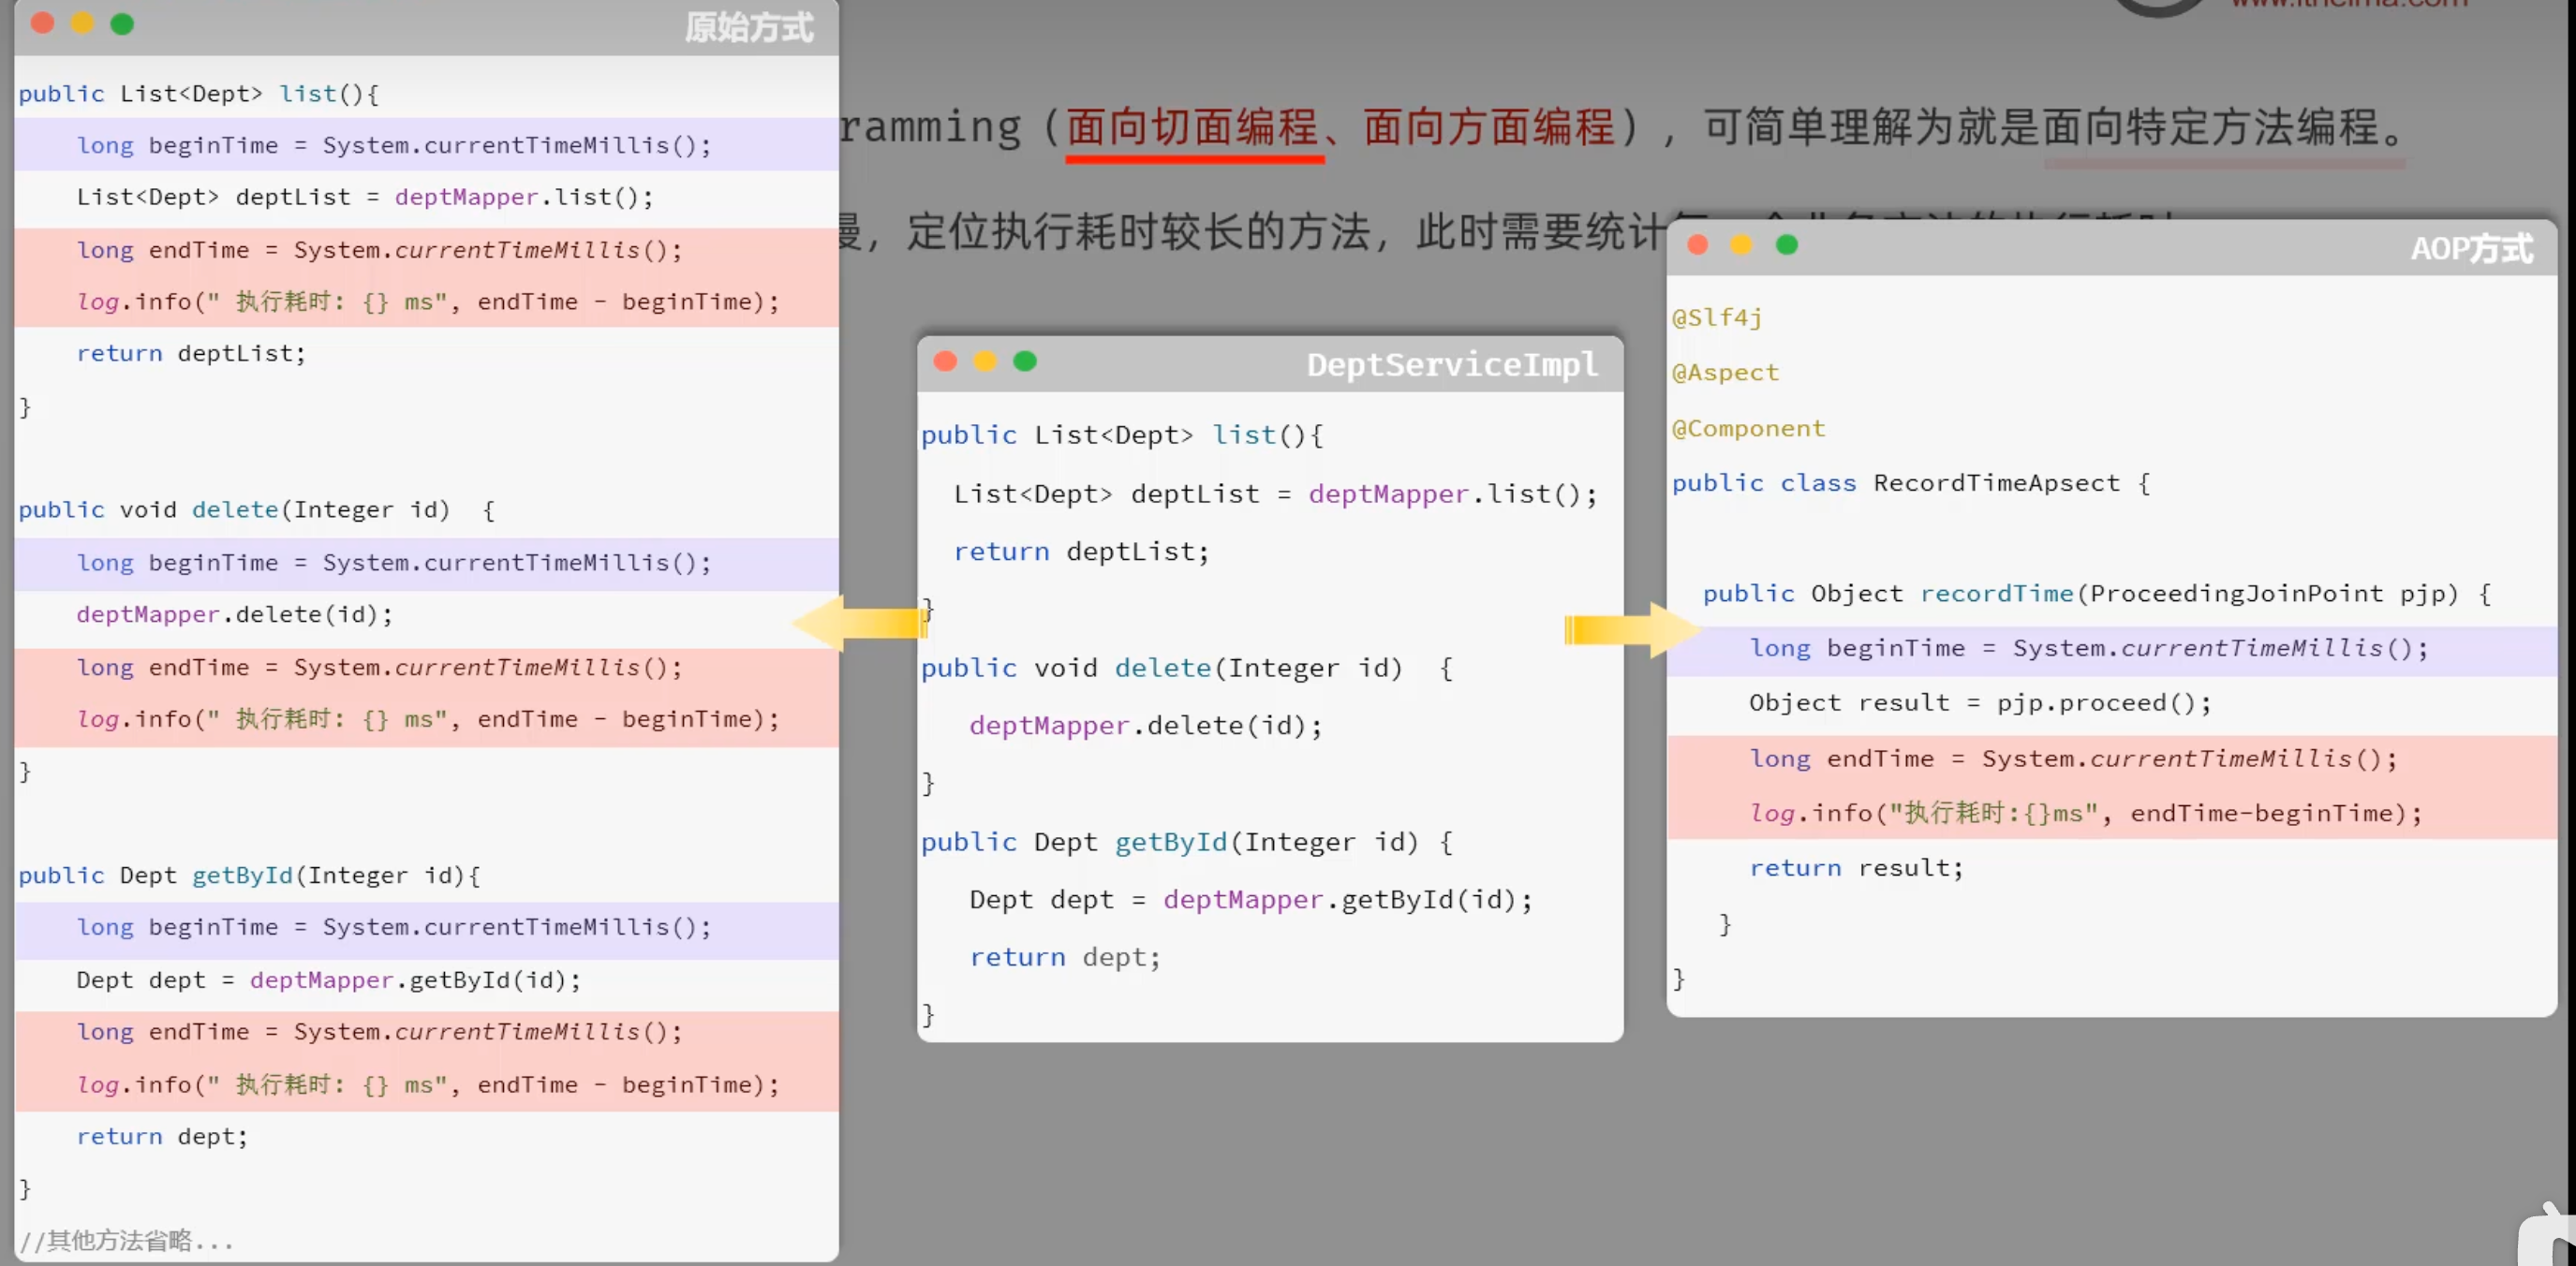 原始方式
public List<Dept> list(){
long beginTime = System.currentTimeMillis();
List<Dept> deptList = deptMapper.list();
long endTime = System.currentTimeMillis();
log.info(" 执行耗时: {} ms", endTime - beginTime);
return deptList;
}
public void delete(Integer id)  {
long beginTime = System.currentTimeMillis();
deptMapper.delete(id);
long endTime = System.currentTimeMillis();
log.info(" 执行耗时: {} ms", endTime - beginTime);
}
public Dept getById(Integer id){
long beginTime = System.currentTimeMillis();
Dept dept = deptMapper.getById(id);
long endTime = System.currentTimeMillis();
log.info(" 执行耗时: {} ms", endTime - beginTime);
return dept;
}
//其他方法省略...
www.itheima.com
ramming（面向切面编程、面向方面编程），可简单理解为就是面向特定方法编程。
慢，定位执行耗时较长的方法，此时需要统计
DeptServiceImpl
public List<Dept> list(){
List<Dept> deptList = deptMapper.list();
return deptList;
}
public void delete(Integer id)  {
deptMapper.delete(id);
}
public Dept getById(Integer id) {
Dept dept = deptMapper.getById(id);
return dept;
}
AOP方式
@Slf4j
@Aspect
@Component
public class RecordTimeApsect {
public Object recordTime(ProceedingJoinPoint pjp) {
long beginTime = System.currentTimeMillis();
Object result = pjp.proceed();
long endTime = System.currentTimeMillis();
log.info("执行耗时:{}ms", endTime-beginTime);
return result;
}
}